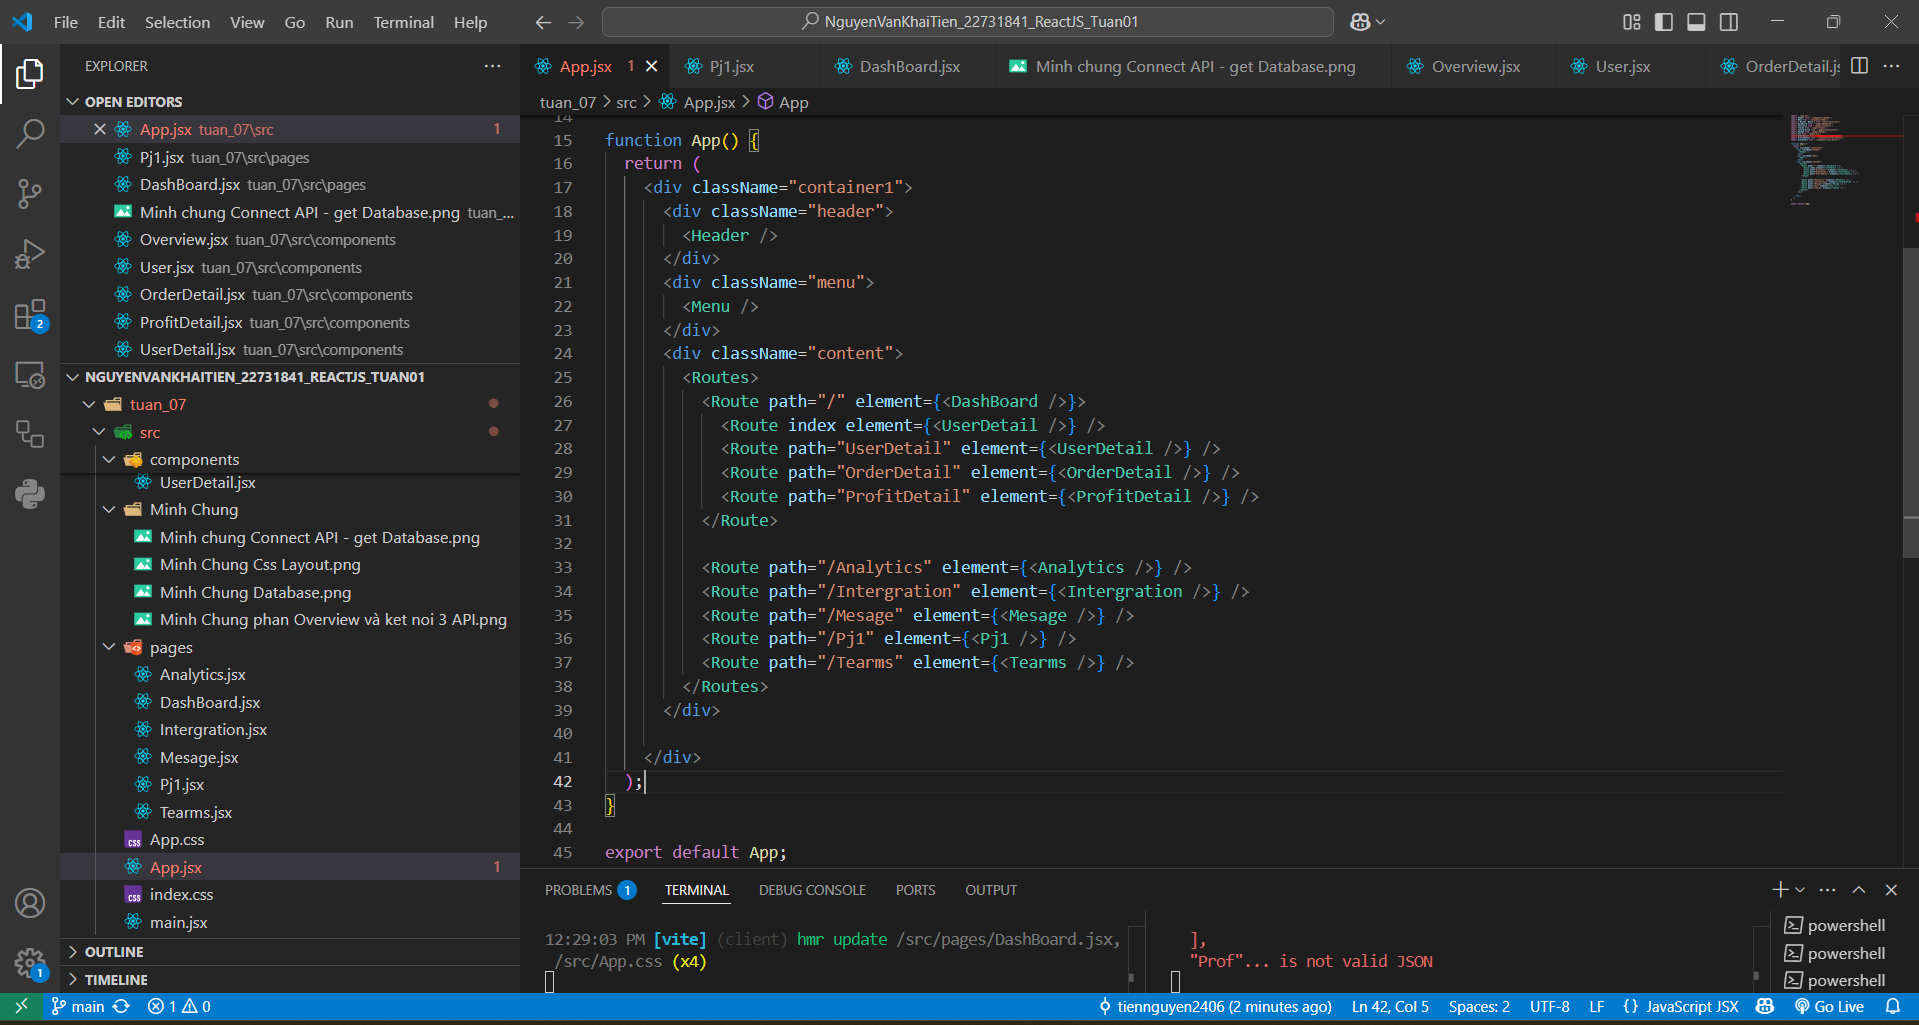 File Edit Selection View Go Run Terminal Help
NguyenVanKhaiTien_22731841_ReactJS_Tuan01
EXPLORER
OPEN EDITORS
App.jsx tuan_07\src 1
Pj1.jsx tuan_07\src\pages
DashBoard.jsx tuan_07\src\pages
Minh chung Connect API - get Database.png tuan_...
Overview.jsx tuan_07\src\components
User.jsx tuan_07\src\components
OrderDetail.jsx tuan_07\src\components
ProfitDetail.jsx tuan_07\src\components
UserDetail.jsx tuan_07\src\components
NGUYENVANKHAITIEN_22731841_REACTJS_TUAN01
tuan_07
src
components
UserDetail.jsx
Minh Chung
Minh chung Connect API - get Database.png
Minh Chung Css Layout.png
Minh Chung Database.png
Minh Chung phan Overview và ket noi 3 API.png
pages
Analytics.jsx
DashBoard.jsx
Intergration.jsx
Mesage.jsx
Pj1.jsx
Tearms.jsx
App.css
App.jsx 1
index.css
main.jsx
OUTLINE
TIMELINE
2
1
App.jsx 1 Pj1.jsx DashBoard.jsx Minh chung Connect API - get Database.png Overview.jsx User.jsx OrderDetail.js
tuan_07 > src > App.jsx > App
14
15 function App() {
16 return (
17 <div className="container1">
18 <div className="header">
19 <Header />
20 </div>
21 <div className="menu">
22 <Menu />
23 </div>
24 <div className="content">
25 <Routes>
26 <Route path="/" element={<DashBoard />}>
27 <Route index element={<UserDetail />} />
28 <Route path="UserDetail" element={<UserDetail />} />
29 <Route path="OrderDetail" element={<OrderDetail />} />
30 <Route path="ProfitDetail" element={<ProfitDetail />} />
31 </Route>
32
33 <Route path="/Analytics" element={<Analytics />} />
34 <Route path="/Intergration" element={<Intergration />} />
35 <Route path="/Mesage" element={<Mesage />} />
36 <Route path="/Pj1" element={<Pj1 />} />
37 <Route path="/Tearms" element={<Tearms />} />
38 </Routes>
39 </div>
40
41 </div>
42 );
43 }
44
45 export default App;
PROBLEMS 1 TERMINAL DEBUG CONSOLE PORTS OUTPUT
12:29:03 PM [vite] (client) hmr update /src/pages/DashBoard.jsx,
/src/App.css (x4)
],
"Prof"... is not valid JSON
powershell
powershell
powershell
main 1 0 tiennguyen2406 (2 minutes ago) Ln 42, Col 5 Spaces: 2 UTF-8 LF {} JavaScript JSX Go Live